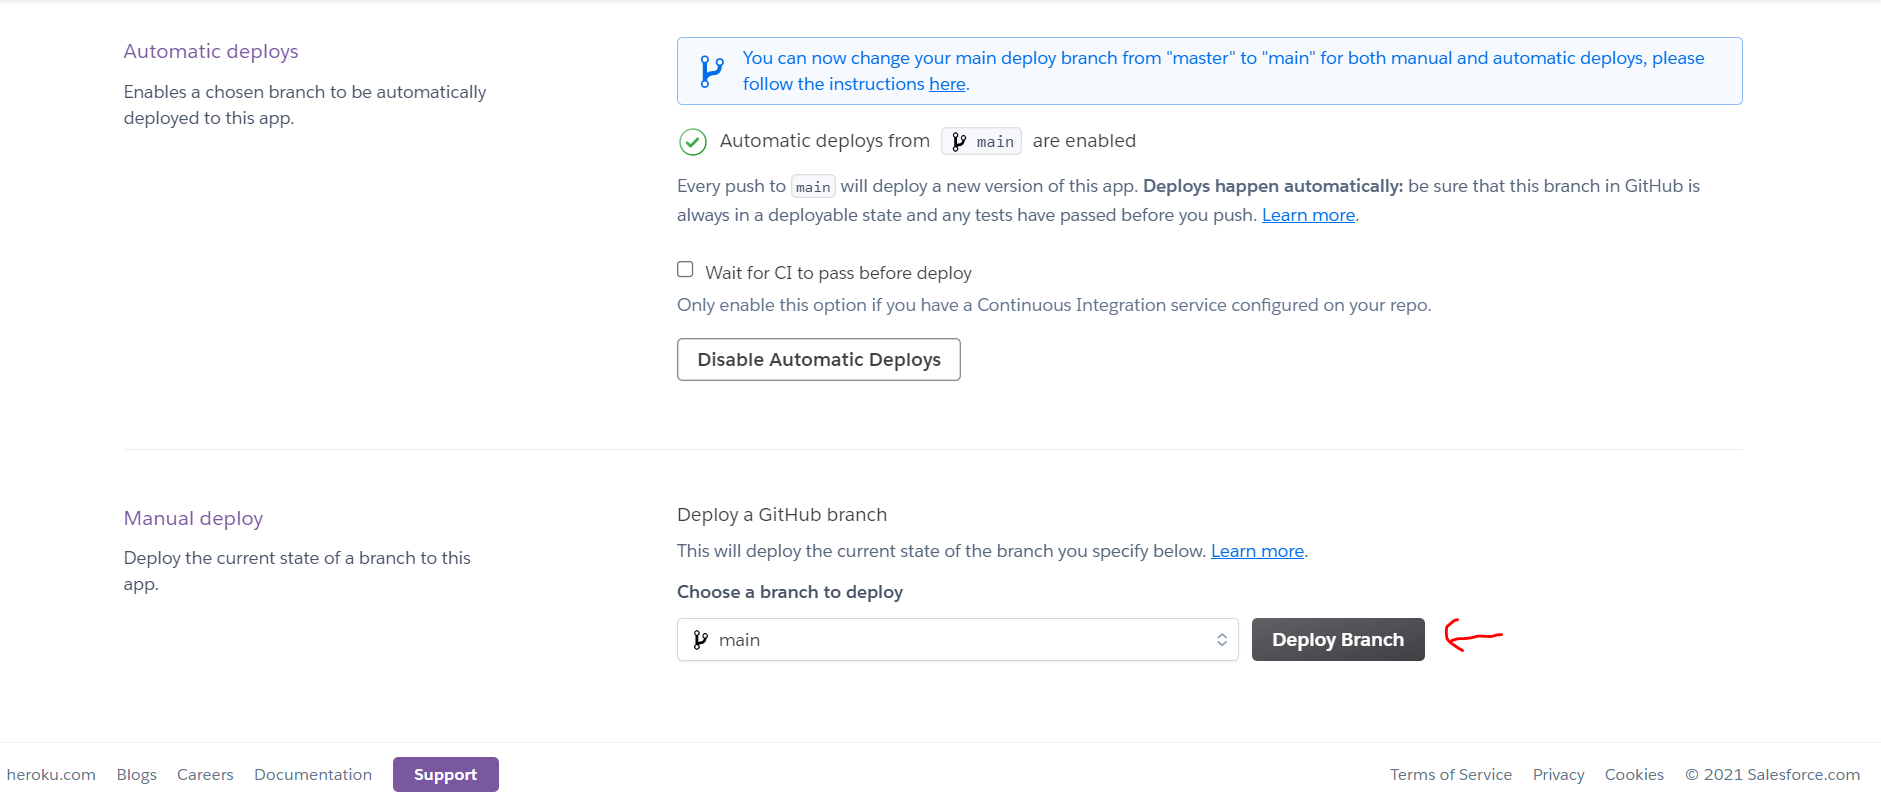 Automatic deploys
Enables a chosen branch to be automatically
deployed to this app.
You can now change your main deploy branch from "master" to "main" for both manual and automatic deploys, please
follow the instructions here.
Automatic deploys from main are enabled
Every push to main will deploy a new version of this app. Deploys happen automatically: be sure that this branch in GitHub is
always in a deployable state and any tests have passed before you push. Learn more.
Wait for CI to pass before deploy
Only enable this option if you have a Continuous Integration service configured on your repo.
Disable Automatic Deploys
Manual deploy
Deploy the current state of a branch to this
app.
Deploy a GitHub branch
This will deploy the current state of the branch you specify below. Learn more.
Choose a branch to deploy
main
Deploy Branch
heroku.com Blogs Careers Documentation Support
Terms of Service Privacy Cookies © 2021 Salesforce.com